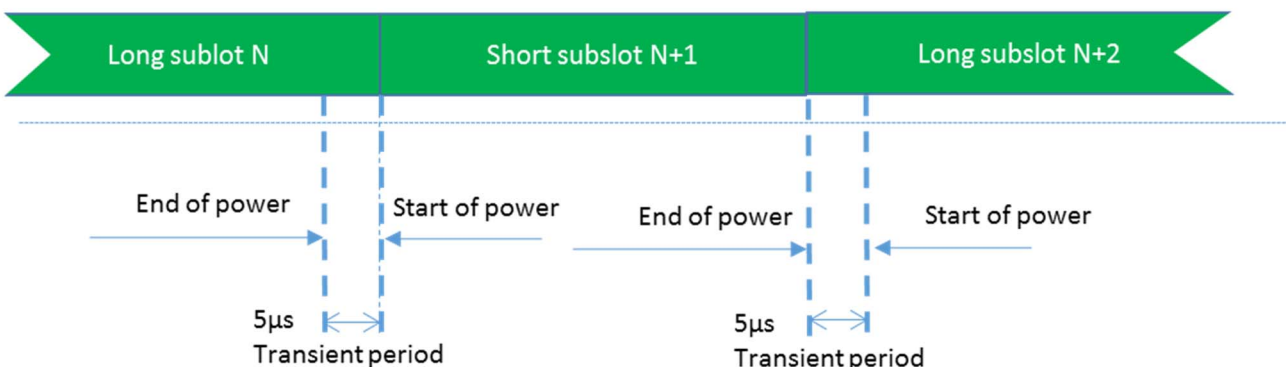 Long sublot N
Short subslot N+1
Long subslot N+2
End of power
Start of power
End of power
Start of power
5µs
Transient period
5µs
Transient period